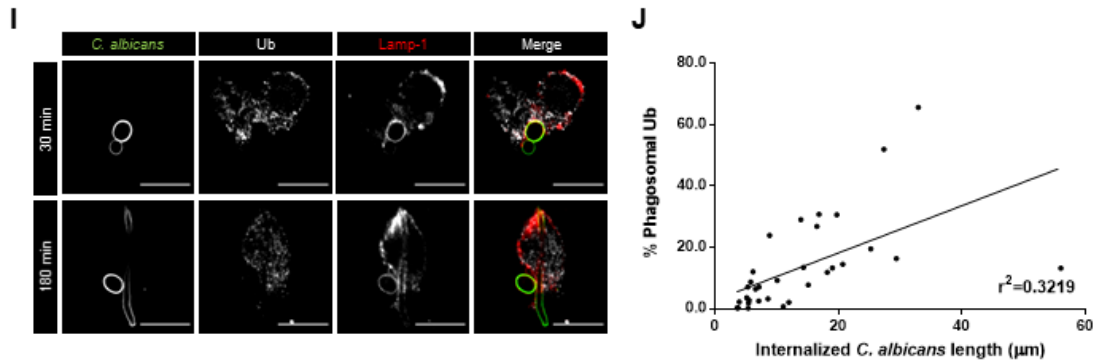 I
C. albicans Ub Lamp-1 Merge
30 min
180 min
J
80.0
60.0
40.0
20.0
0.0
% Phagosomal Ub
r²=0.3219
0 20 40 60
Internalized C. albicans length (μm)